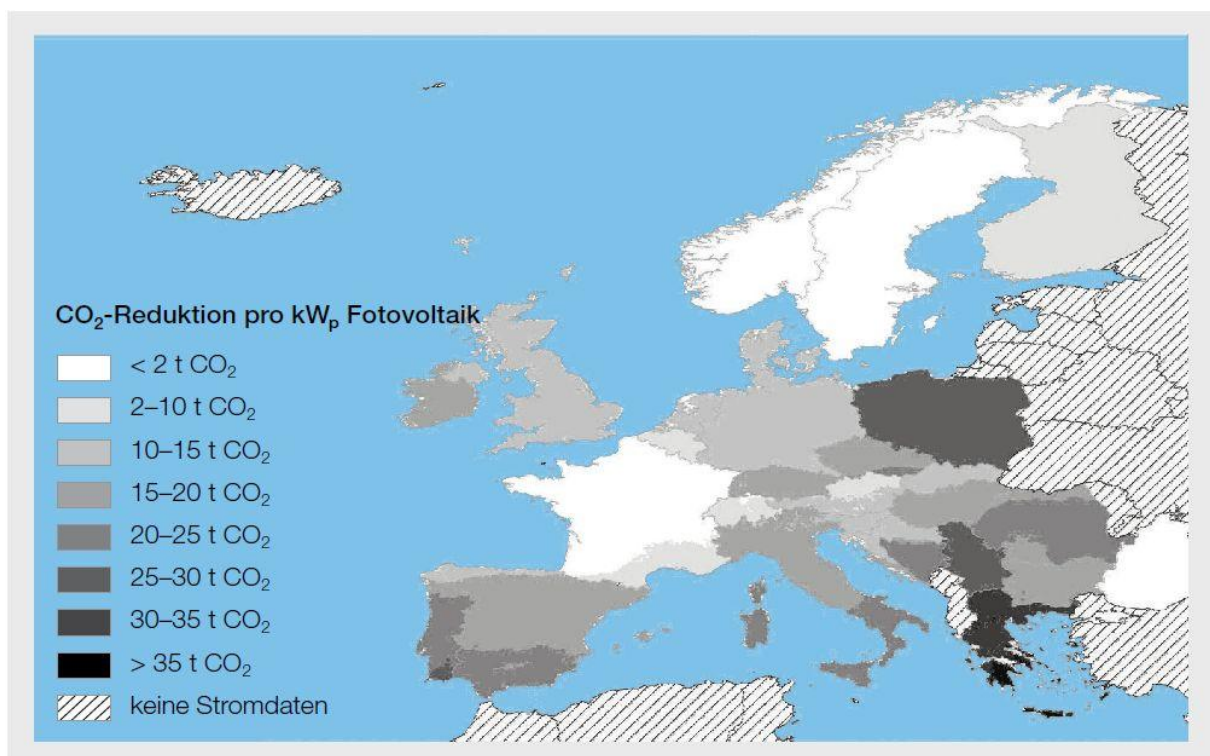 CO₂-Reduktion pro kWₚ Fotovoltaik
< 2 t CO₂
2–10 t CO₂
10–15 t CO₂
15–20 t CO₂
20–25 t CO₂
25–30 t CO₂
30–35 t CO₂
> 35 t CO₂
keine Stromdaten